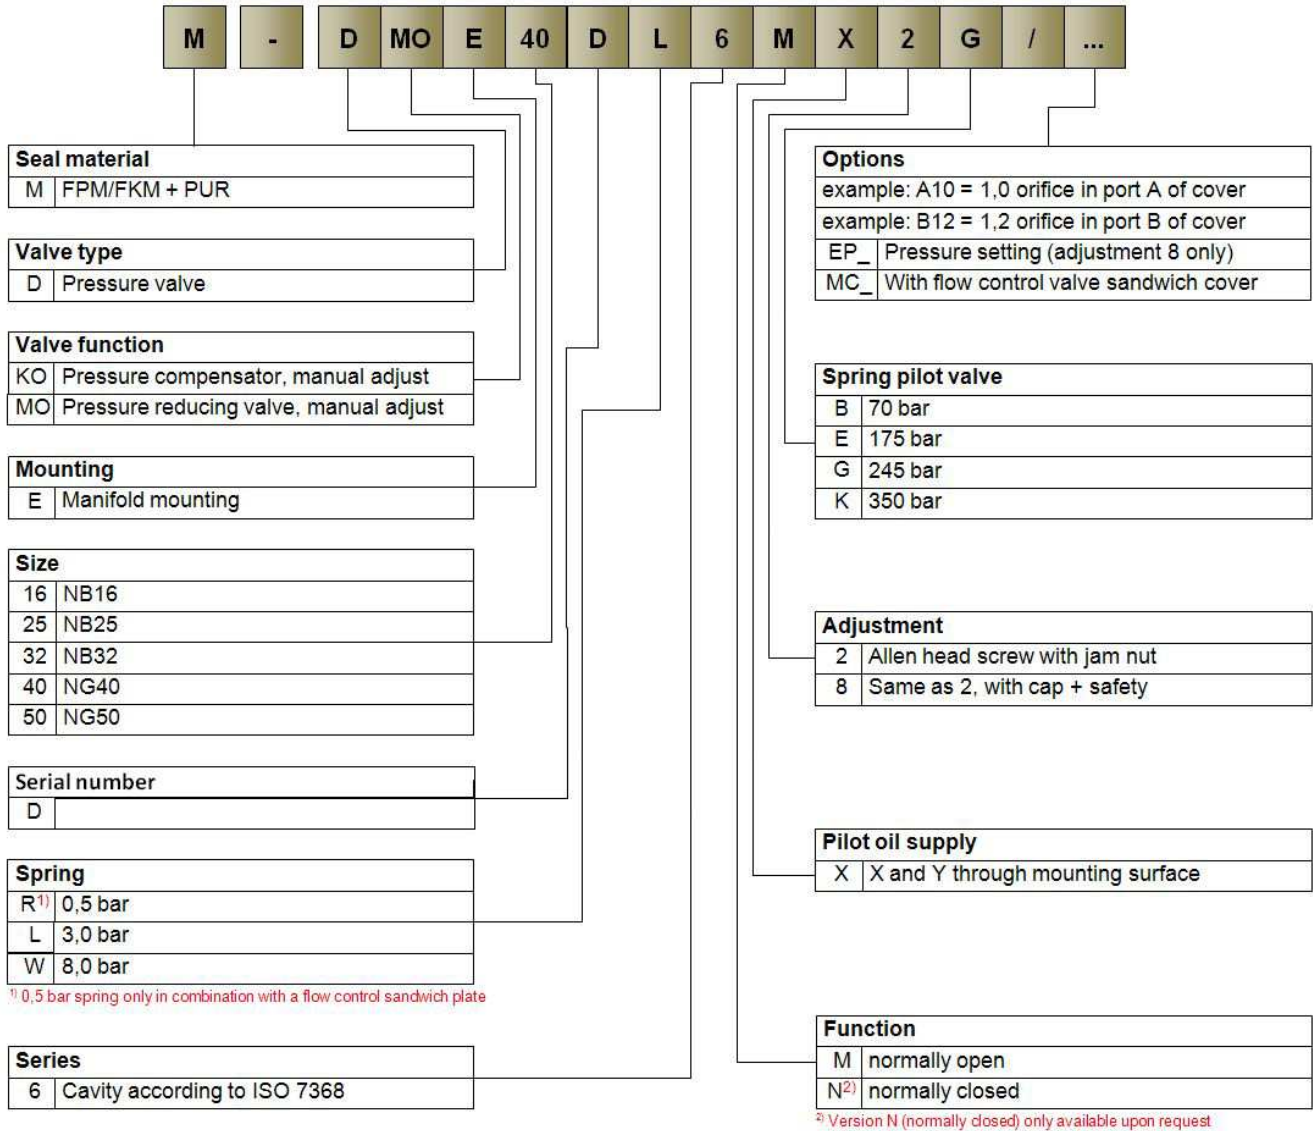 M - D MO E 40 D L 6 M X 2 G / ...
Seal material
M FPM/FKM + PUR
Valve type
D Pressure valve
Valve function
KO Pressure compensator, manual adjust
MO Pressure reducing valve, manual adjust
Mounting
E Manifold mounting
Size
16 NB16
25 NB25
32 NB32
40 NG40
50 NG50
Serial number
D
Spring
R1) 0,5 bar
L 3,0 bar
W 8,0 bar
1) 0,5 bar spring only in combination with a flow control sandwich plate
Series
6 Cavity according to ISO 7368
Options
example: A10 = 1,0 orifice in port A of cover
example: B12 = 1,2 orifice in port B of cover
EP_ Pressure setting (adjustment 8 only)
MC_ With flow control valve sandwich cover
Spring pilot valve
B 70 bar
E 175 bar
G 245 bar
K 350 bar
Adjustment
2 Allen head screw with jam nut
8 Same as 2, with cap + safety
Pilot oil supply
X X and Y through mounting surface
Function
M normally open
N2) normally closed
2) Version N (normally closed) only available upon request